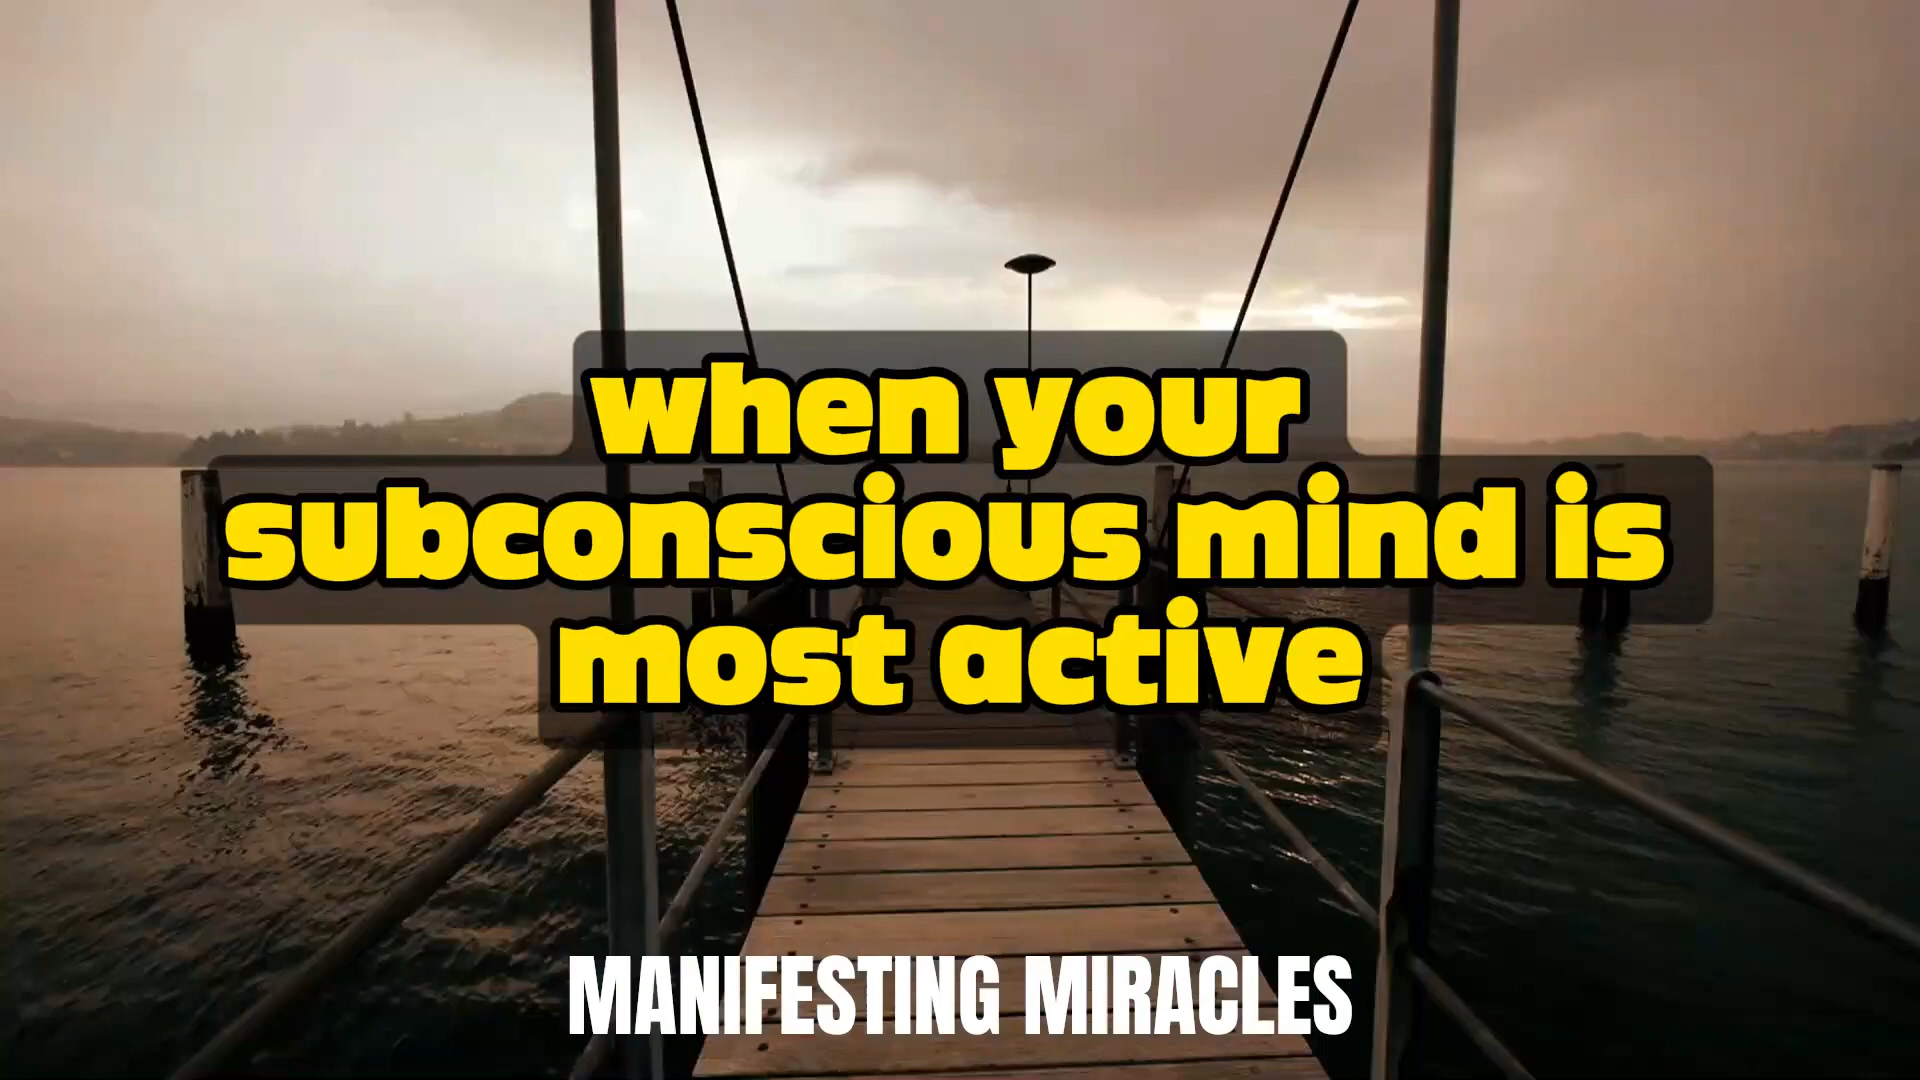 when your
subconscious mind is
most active
MANIFESTING MIRACLES